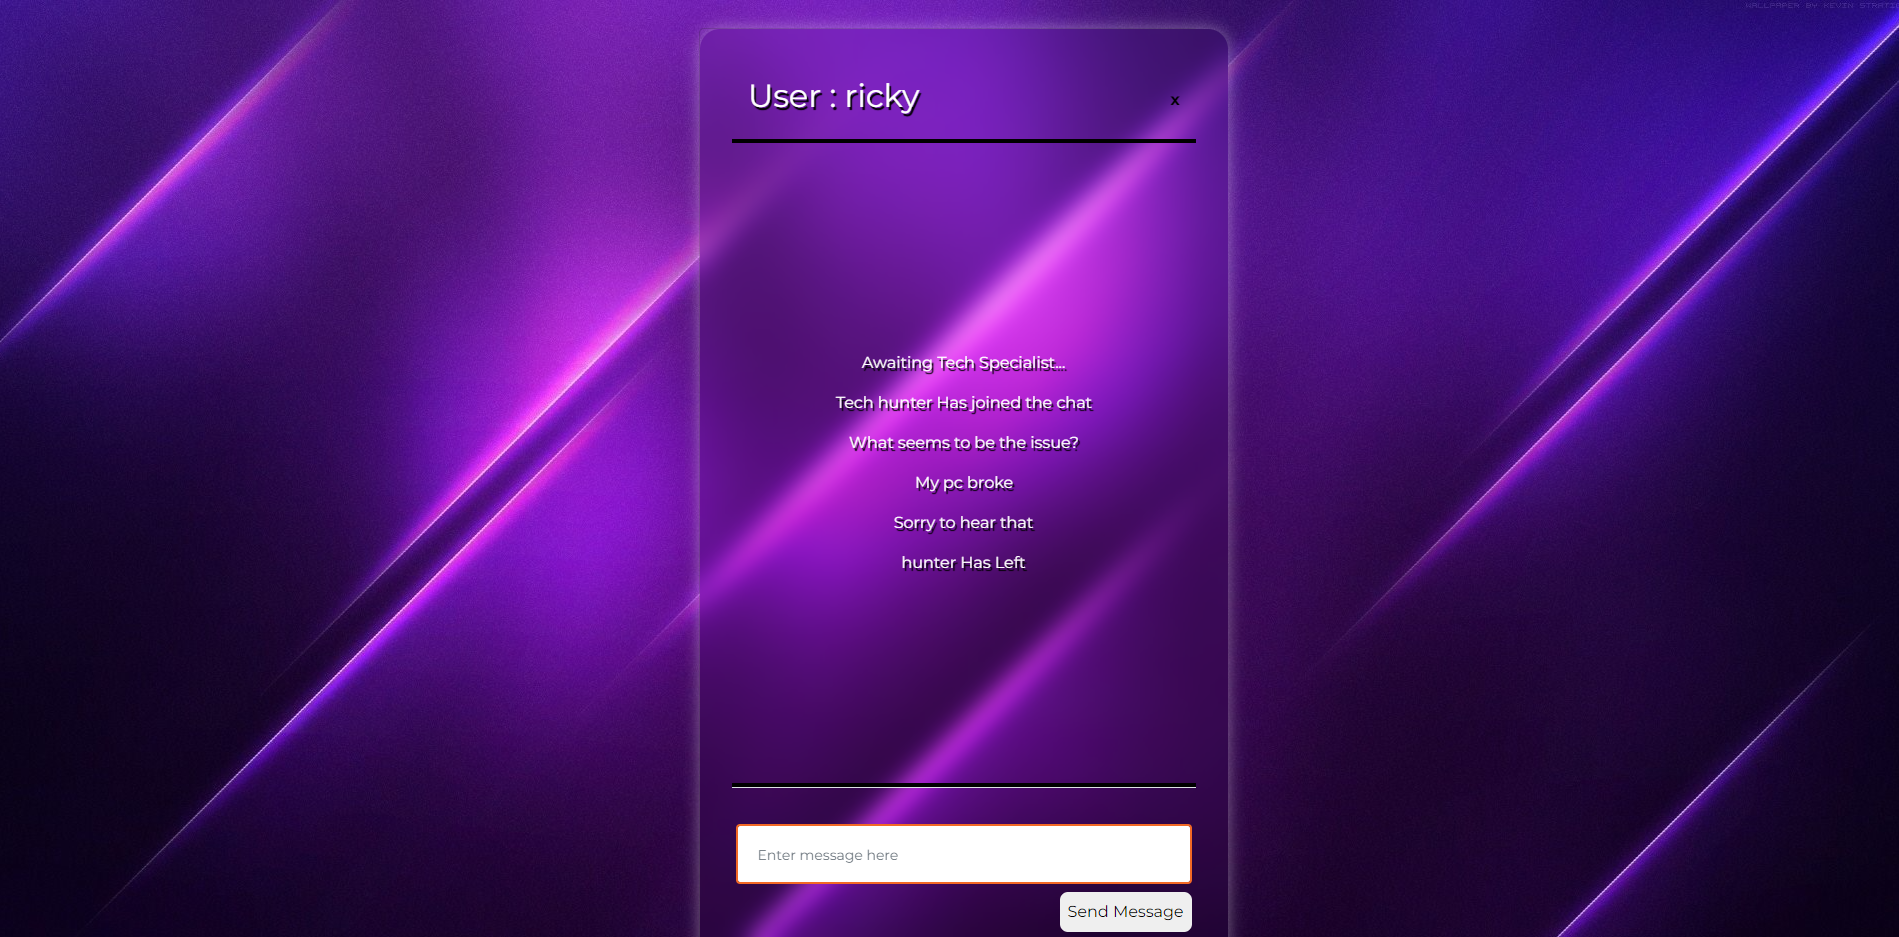 WALLPAPER BY KEVIN
User : ricky
x
Awaiting Tech Specialist...
Tech hunter Has joined the chat
What seems to be the issue?
My pc broke
Sorry to hear that
hunter Has Left
Enter message here
Send Message